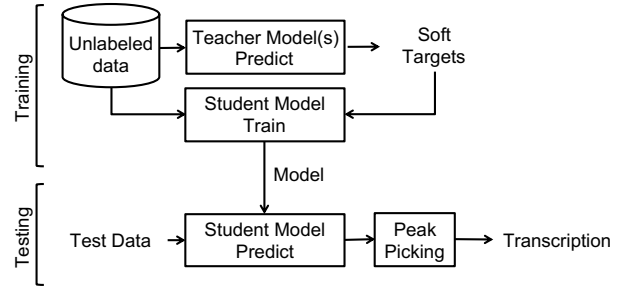 Training
Unlabeled
data
Teacher Model(s)
Predict
Soft
Targets
Student Model
Train
Model
Testing
Test Data
Student Model
Predict
Peak
Picking
Transcription